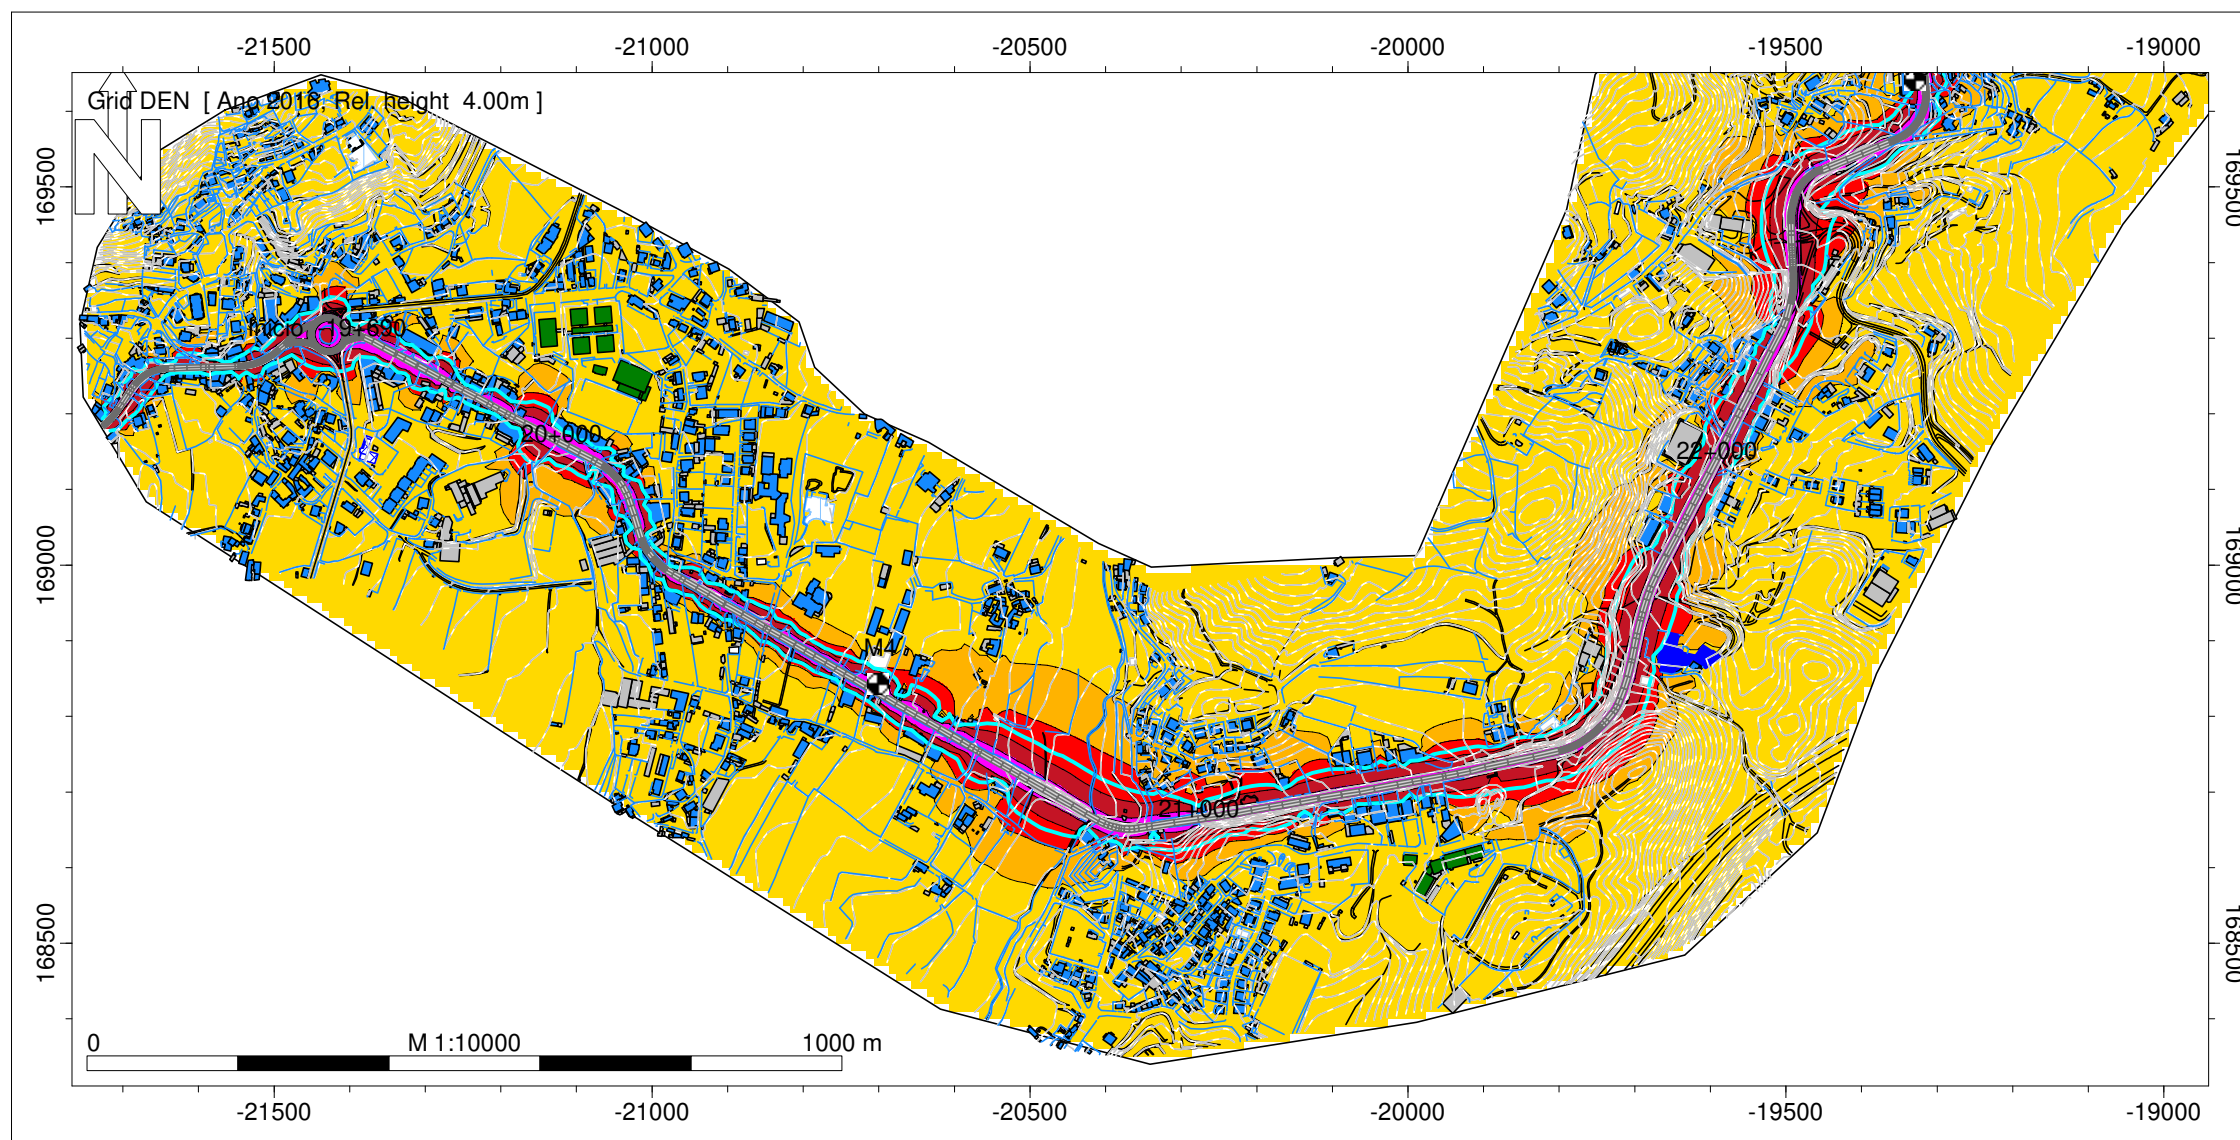 -21500 -21000 -20500 -20000 -19500 -19000
Grid DEN [ Ano 2016, Rel. height 4.00m ]
N
169500 169500
Início 19+690
20+000
22+000
169000 169000
M4
21+000
168500 168500
0 M 1:10000 1000 m
-21500 -21000 -20500 -20000 -19500 -19000